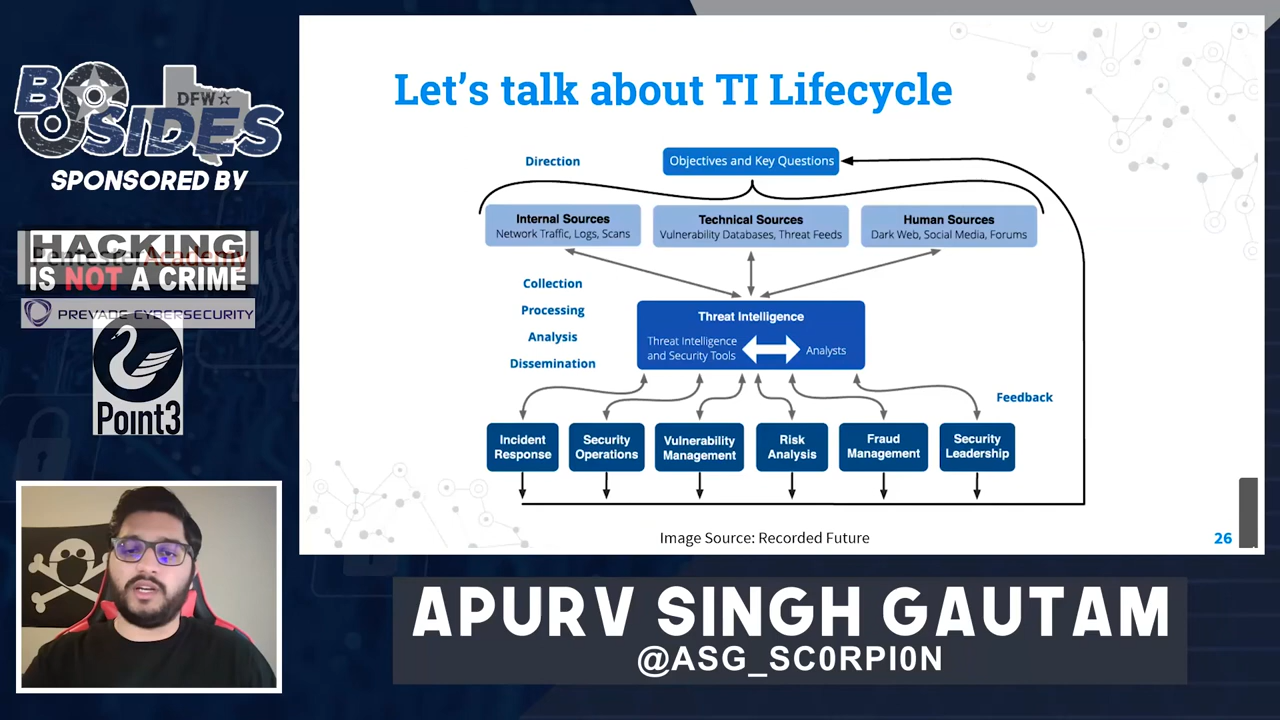 BSIDES
DFW
SPONSORED BY
HACKING
IS NOT A CRIME
PREVADE CYBERSECURITY
Point3
Let's talk about TI Lifecycle
Direction
Objectives and Key Questions
Internal Sources
Network Traffic, Logs, Scans
Technical Sources
Vulnerability Databases, Threat Feeds
Human Sources
Dark Web, Social Media, Forums
Collection
Processing
Analysis
Dissemination
Threat Intelligence
Threat Intelligence
and Security Tools
Analysts
Feedback
Incident
Response
Security
Operations
Vulnerability
Management
Risk
Analysis
Fraud
Management
Security
Leadership
Image Source: Recorded Future
26
APURV SINGH GAUTAM
@ASG_SC0RPI0N